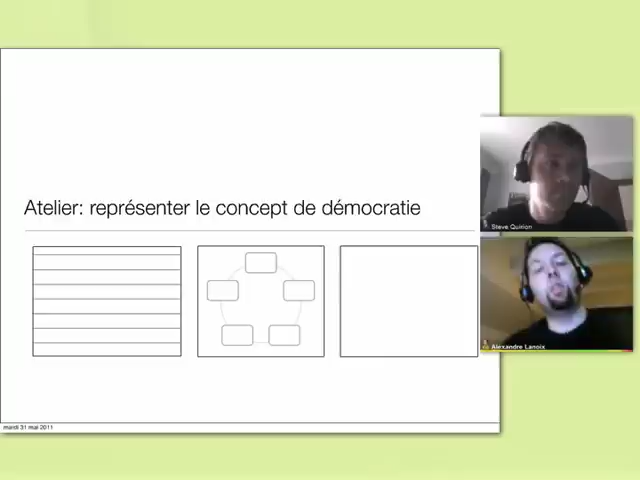 Atelier: représenter le concept de démocratie
Steve Quirion
Alexandre Lanoix
mardi 31 mai 2011